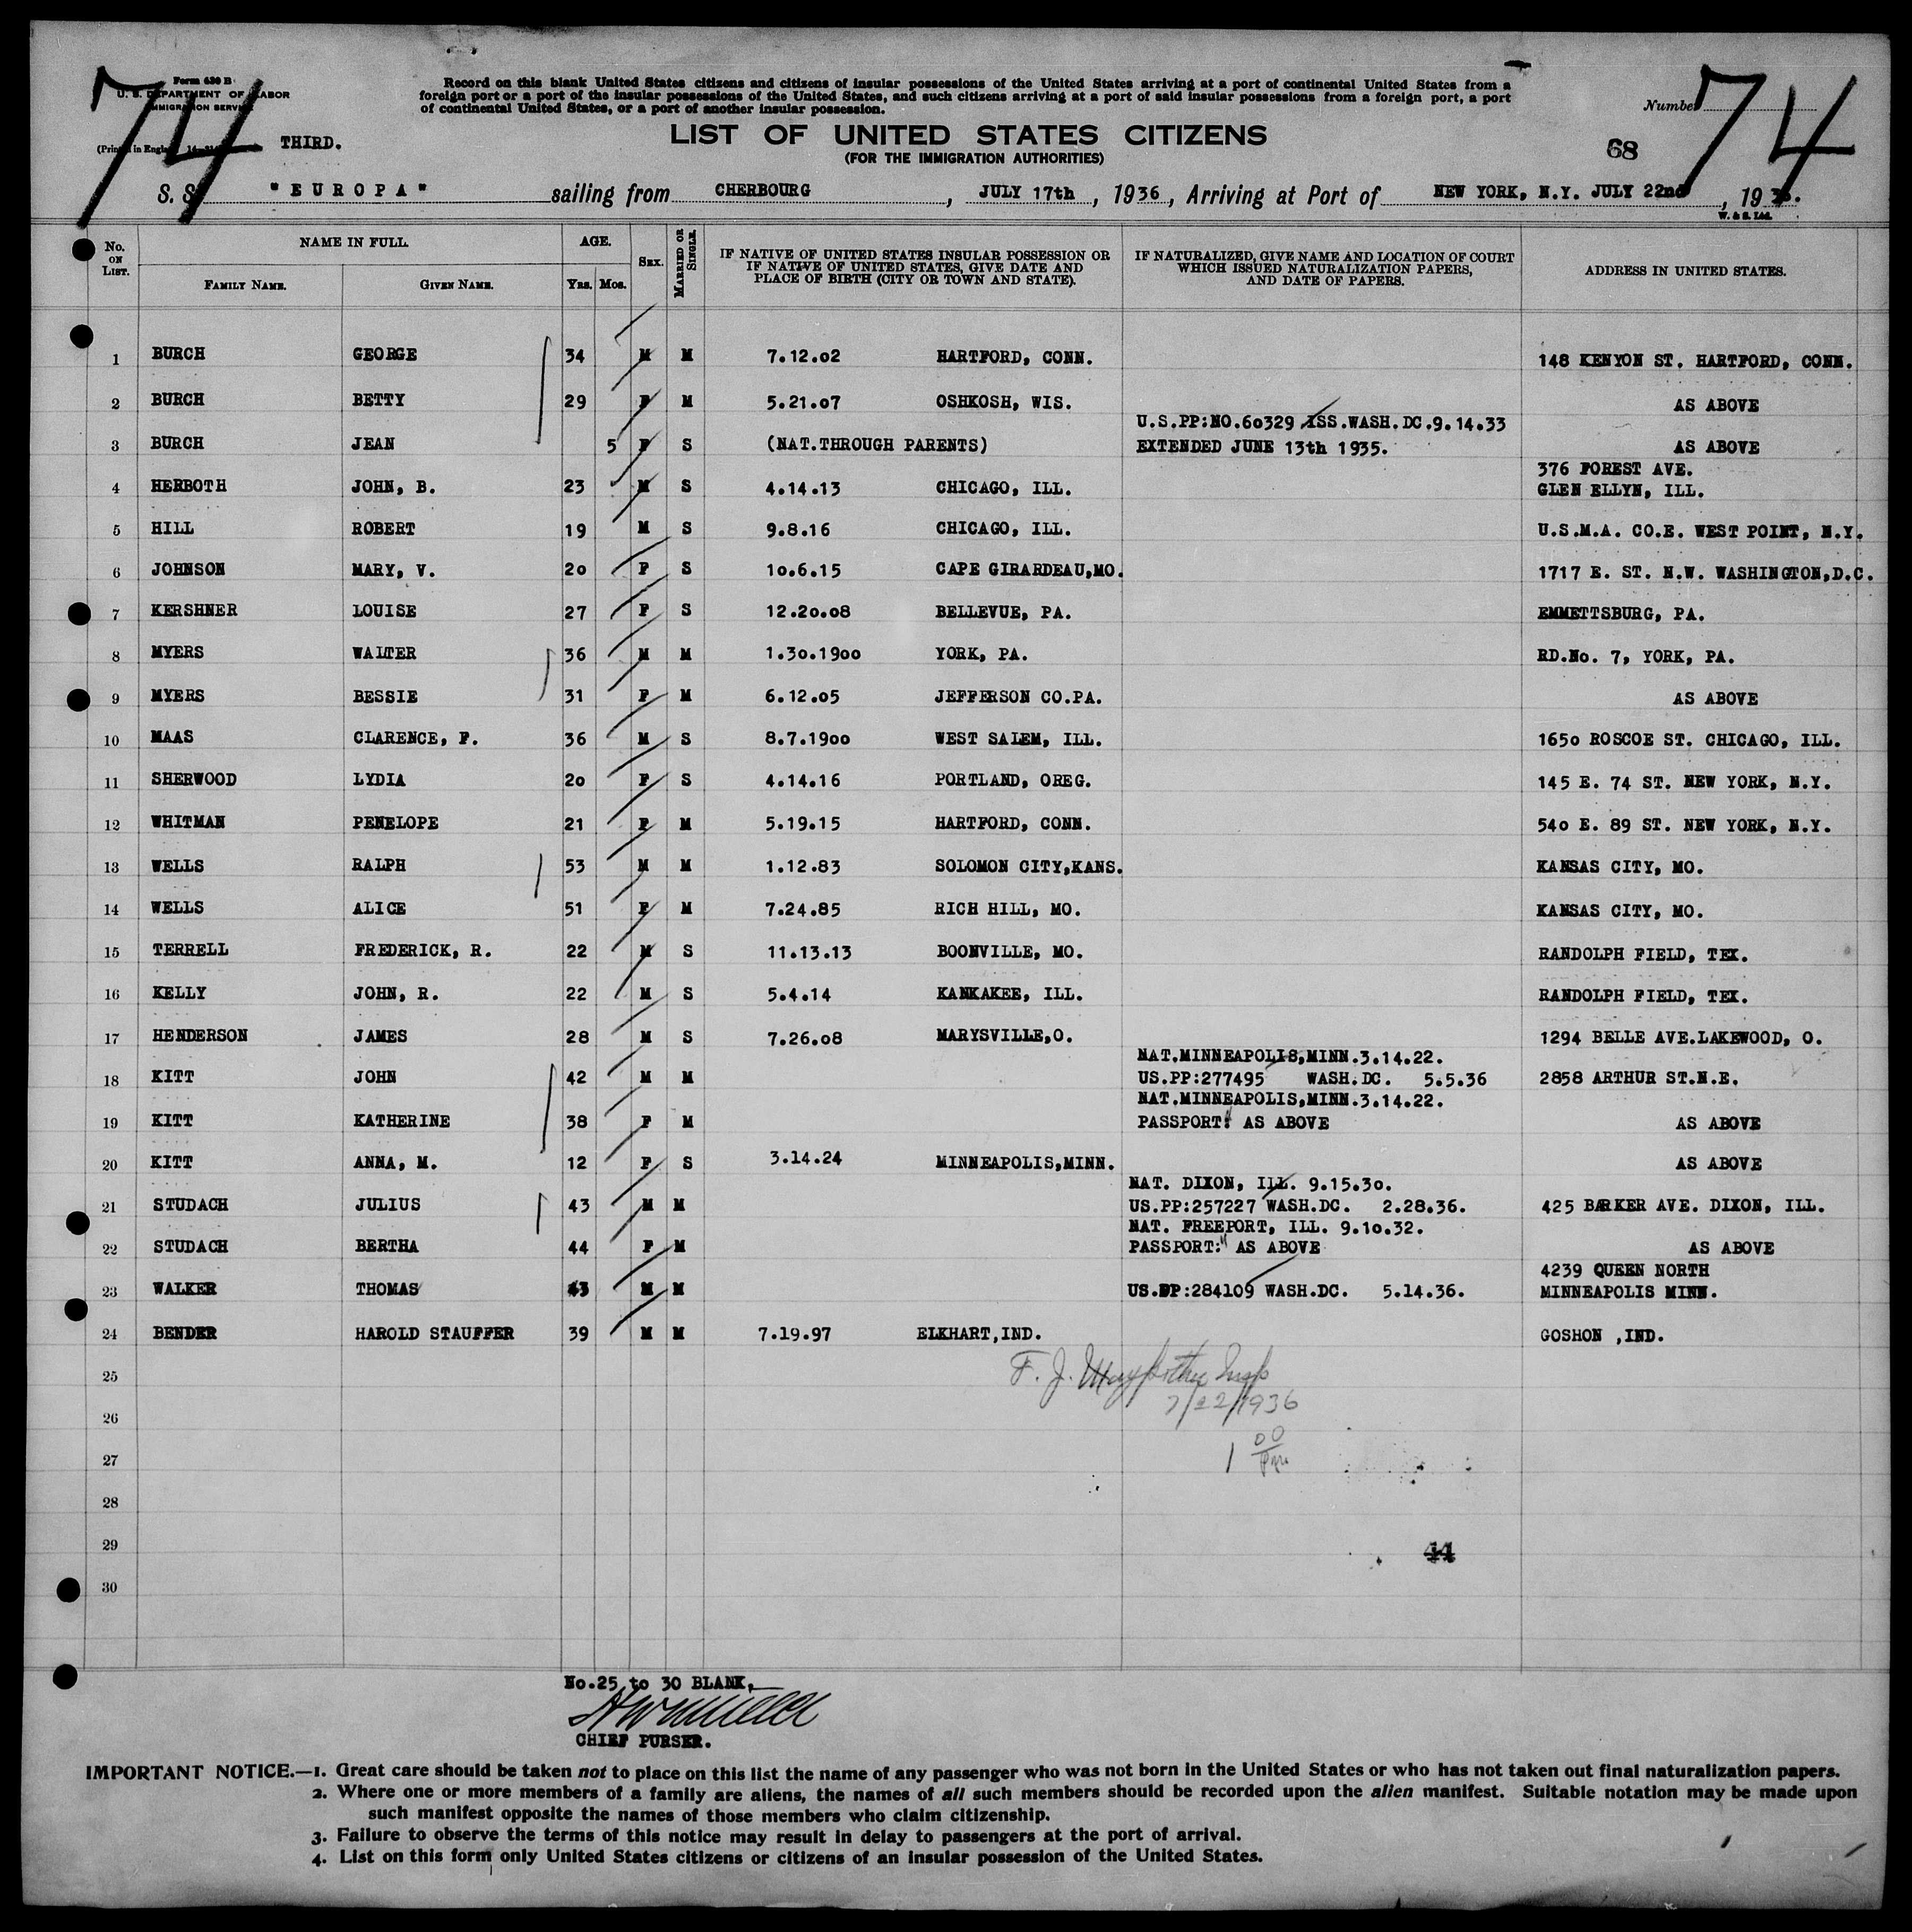 74
Form 630 B
U. S. DEPARTMENT OF LABOR
IMMIGRATION SERVICE
(Printed in England)
THIRD.
Record on this blank United States citizens and citizens of insular possessions of the United States arriving at a port of continental United States from a
foreign port or a port of the insular possessions of the United States, and such citizens arriving at a port of said insular possessions from a foreign port, a port
of continental United States, or a port of another insular possession.
LIST OF UNITED STATES CITIZENS
(FOR THE IMMIGRATION AUTHORITIES)
Number 74
68
S. S. "EUROPA" sailing from CHERBOURG, JULY 17th, 1936, Arriving at Port of NEW YORK, N.Y. JULY 22nd, 1936.
W. & S. Ltd.
No. ON LIST. NAME IN FULL. FAMILY NAME. GIVEN NAME. AGE. Yrs. Mos. SEX. MARRIED OR SINGLE. IF NATIVE OF UNITED STATES INSULAR POSSESSION OR IF NATIVE OF UNITED STATES, GIVE DATE AND PLACE OF BIRTH (CITY OR TOWN AND STATE). IF NATURALIZED, GIVE NAME AND LOCATION OF COURT WHICH ISSUED NATURALIZATION PAPERS, AND DATE OF PAPERS. ADDRESS IN UNITED STATES.
1 BURCH GEORGE 34 M M 7.12.02 HARTFORD, CONN. 148 KENYON ST. HARTFORD, CONN.
2 BURCH BETTY 29 F M 5.21.07 OSHKOSH, WIS. AS ABOVE
U.S.PP:NO.60329 ISS.WASH.DC.9.14.33
3 BURCH JEAN 5 F S (NAT.THROUGH PARENTS) EXTENDED JUNE 13th 1935. AS ABOVE
376 FOREST AVE.
4 HERBOTH JOHN, B. 23 M S 4.14.13 CHICAGO, ILL. GLEN ELLYN, ILL.
5 HILL ROBERT 19 M S 9.8.16 CHICAGO, ILL. U.S.M.A. CO.E. WEST POINT, N.Y.
6 JOHNSON MARY, V. 20 F S 10.6.15 CAPE GIRARDEAU,MO. 1717 E. ST. N.W. WASHINGTON,D.C.
7 KERSHNER LOUISE 27 F S 12.20.08 BELLEVUE, PA. EMMETTSBURG, PA.
8 MYERS WALTER 36 M M 1.30.1900 YORK, PA. RD.No. 7, YORK, PA.
9 MYERS BESSIE 31 F M 6.12.05 JEFFERSON CO.PA. AS ABOVE
10 MAAS CLARENCE, F. 36 M S 8.7.1900 WEST SALEM, ILL. 1650 ROSCOE ST. CHICAGO, ILL.
11 SHERWOOD LYDIA 20 F S 4.14.16 PORTLAND, OREG. 145 E. 74 ST. NEW YORK, N.Y.
12 WHITMAN PENELOPE 21 F M 5.19.15 HARTFORD, CONN. 540 E. 89 ST. NEW YORK, N.Y.
13 WELLS RALPH 53 M M 1.12.83 SOLOMON CITY,KANS. KANSAS CITY, MO.
14 WELLS ALICE 51 F M 7.24.85 RICH HILL, MO. KANSAS CITY, MO.
15 TERRELL FREDERICK, R. 22 M S 11.13.13 BOONVILLE, MO. RANDOLPH FIELD, TEX.
16 KELLY JOHN, R. 22 M S 5.4.14 KANKAKEE, ILL. RANDOLPH FIELD, TEX.
17 HENDERSON JAMES 28 M S 7.26.08 MARYSVILLE,O. 1294 BELLE AVE.LAKEWOOD, O.
NAT.MINNEAPOLIS,MINN.3.14.22.
18 KITT JOHN 42 M M US.PP:277495 WASH.DC. 5.5.36 2858 ARTHUR ST.N.E.
NAT.MINNEAPOLIS,MINN.3.14.22.
19 KITT KATHERINE 38 F M PASSPORT: AS ABOVE AS ABOVE
20 KITT ANNA, M. 12 F S 3.14.24 MINNEAPOLIS,MINN. AS ABOVE
NAT. DIXON, ILL. 9.15.30.
21 STUDACH JULIUS 43 M M US.PP:257227 WASH.DC. 2.28.36. 425 BARKER AVE. DIXON, ILL.
NAT. FREEPORT, ILL. 9.10.32.
22 STUDACH BERTHA 44 F M PASSPORT: AS ABOVE AS ABOVE
4239 QUEEN NORTH
23 WALKER THOMAS 43 M M US.PP:284109 WASH.DC. 5.14.36. MINNEAPOLIS MINN.
24 BENDER HAROLD STAUFFER 39 M M 7.19.97 ELKHART,IND. GOSHON ,IND.
25 F. J.
7/22/1936
26
27 1 00 Pm
28
29 44
30
No.25 to 30 BLANK,
CHIEF PURSER.
IMPORTANT NOTICE.—1. Great care should be taken not to place on this list the name of any passenger who was not born in the United States or who has not taken out final naturalization papers.
2. Where one or more members of a family are aliens, the names of all such members should be recorded upon the alien manifest. Suitable notation may be made upon
such manifest opposite the names of those members who claim citizenship.
3. Failure to observe the terms of this notice may result in delay to passengers at the port of arrival.
4. List on this form only United States citizens or citizens of an insular possession of the United States.